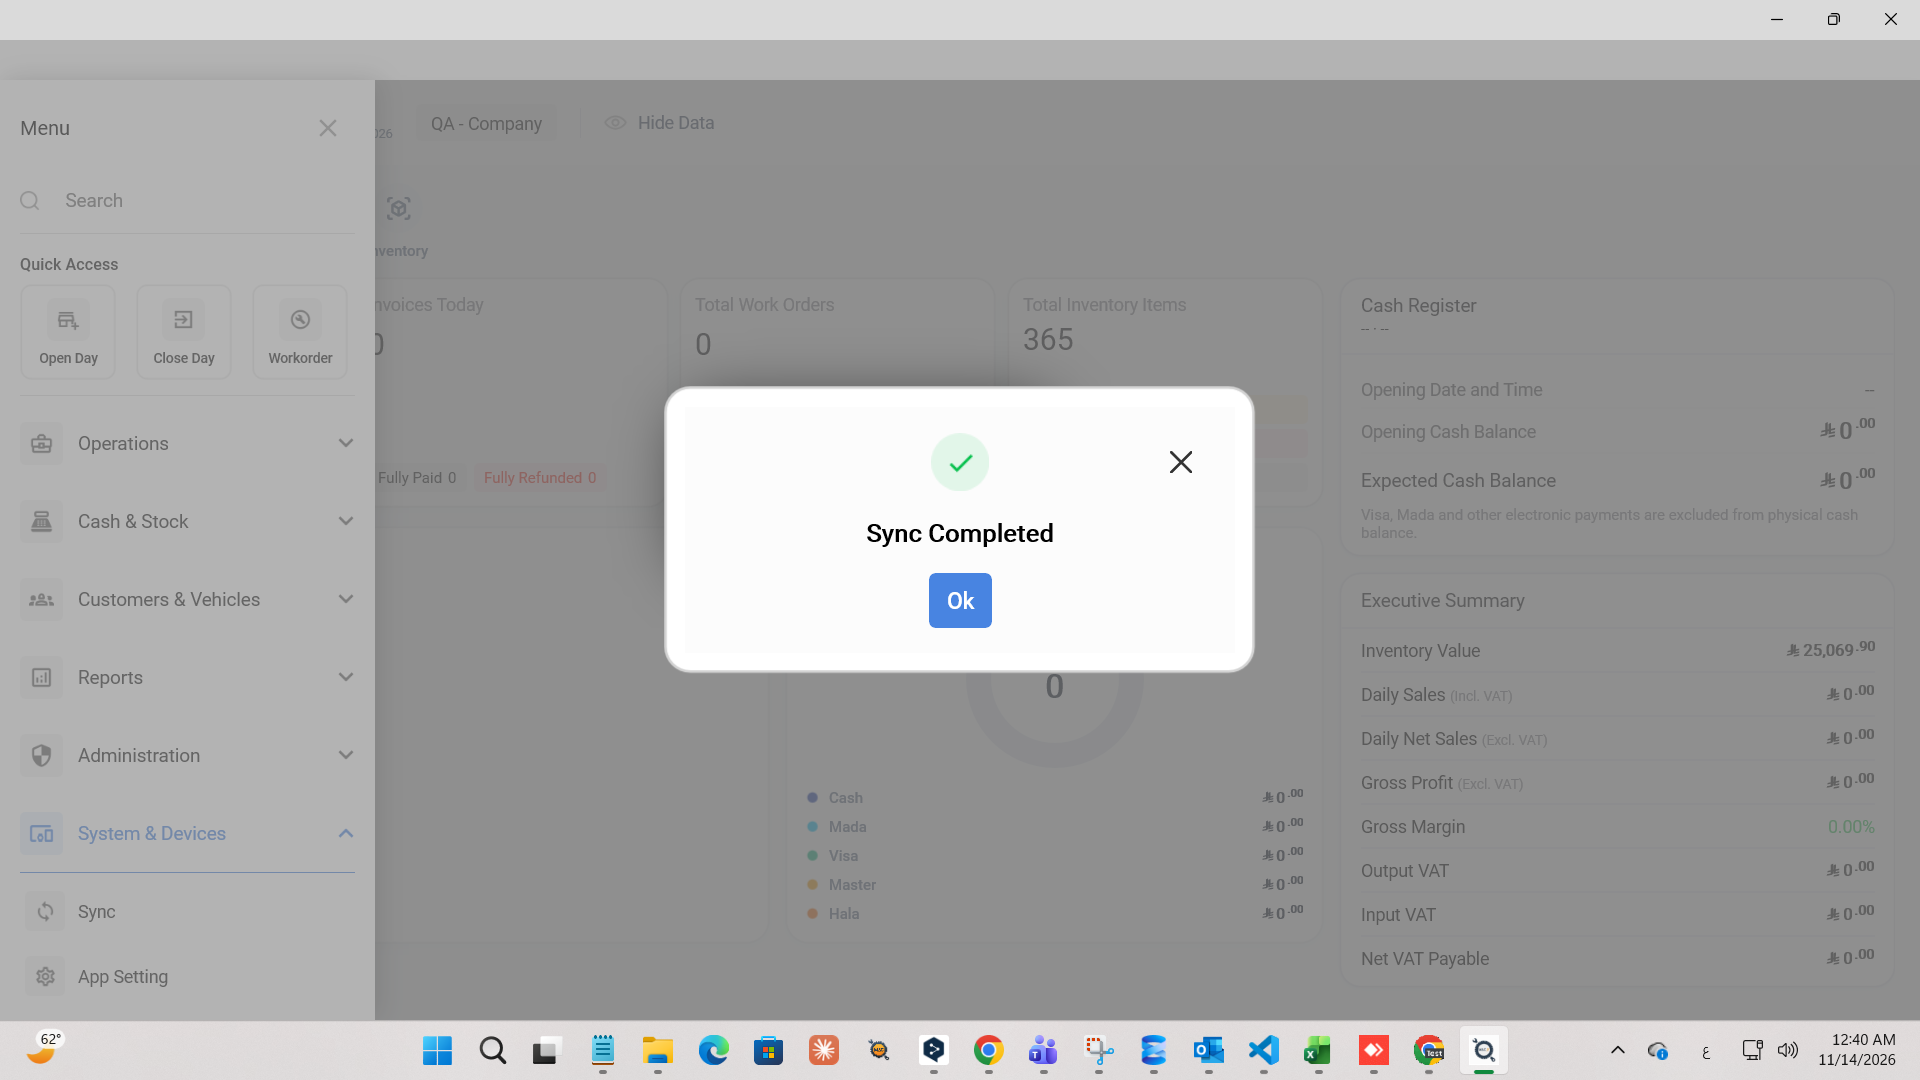 026
QA - Company
Hide Data
Menu
Search
nventory
Quick Access
Open Day
Close Day
Workorder
nvoices Today
0
Total Work Orders
0
Total Inventory Items
365
Cash Register
-- · --
Opening Date and Time
--
Opening Cash Balance
0.00
Expected Cash Balance
0.00
Visa, Mada and other electronic payments are excluded from physical cash
balance.
Operations
Cash & Stock
Customers & Vehicles
Reports
Administration
System & Devices
Sync
App Setting
Fully Paid 0
Fully Refunded 0
Sync Completed
Ok
0
Cash
0.00
Mada
0.00
Visa
0.00
Master
0.00
Hala
0.00
Executive Summary
Inventory Value
25,069.90
Daily Sales (Incl. VAT)
0.00
Daily Net Sales (Excl. VAT)
0.00
Gross Profit (Excl. VAT)
0.00
Gross Margin
0.00%
Output VAT
0.00
Input VAT
0.00
Net VAT Payable
0.00
62°
Test
ع
12:40 AM
11/14/2026